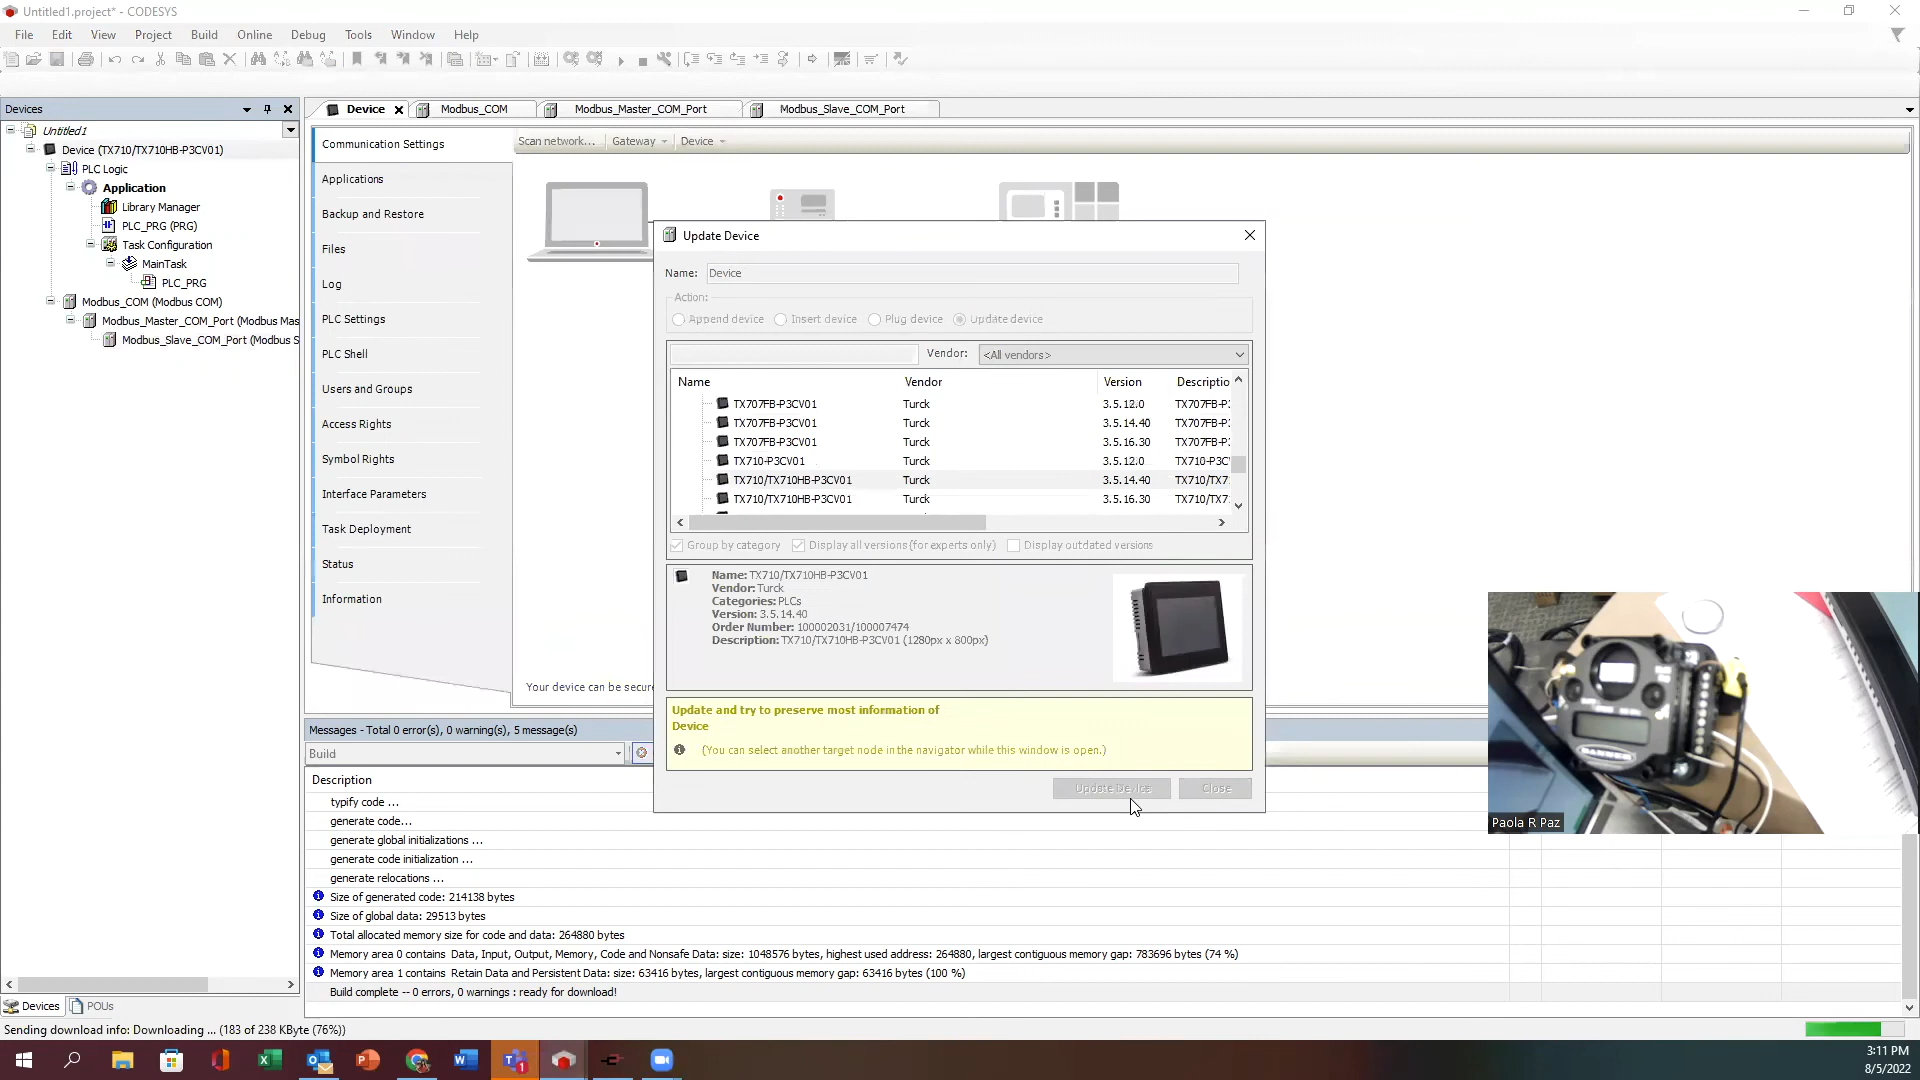 Untitled1.project* - CODESYS
File Edit View Project Build Online Debug Tools Window Help
Devices
Untitled1
Device (TX710/TX710HB-P3CV01)
PLC Logic
Application
Library Manager
PLC_PRG (PRG)
Task Configuration
MainTask
PLC_PRG
Modbus_COM (Modbus COM)
Modbus_Master_COM_Port (Modbus Mas
Modbus_Slave_COM_Port (Modbus S
Devices POUs
Device Modbus_COM Modbus_Master_COM_Port Modbus_Slave_COM_Port
Communication Settings
Applications
Backup and Restore
Files
Log
PLC Settings
PLC Shell
Users and Groups
Access Rights
Symbol Rights
Interface Parameters
Task Deployment
Status
Information
Scan network... Gateway Device
Your device can be secure
Update Device
Name: Device
Action:
Append device Insert device Plug device Update device
Vendor: <All vendors>
Name Vendor Version Descriptio
TX707FB-P3CV01 Turck 3.5.12.0 TX707FB-P:
TX707FB-P3CV01 Turck 3.5.14.40 TX707FB-P:
TX707FB-P3CV01 Turck 3.5.16.30 TX707FB-P:
TX710-P3CV01 Turck 3.5.12.0 TX710-P3C
TX710/TX710HB-P3CV01 Turck 3.5.14.40 TX710/TX7
TX710/TX710HB-P3CV01 Turck 3.5.16.30 TX710/TX7
Group by category Display all versions (for experts only) Display outdated versions
Name: TX710/TX710HB-P3CV01
Vendor: Turck
Categories: PLCs
Version: 3.5.14.40
Order Number: 100002031/100007474
Description: TX710/TX710HB-P3CV01 (1280px x 800px)
Update and try to preserve most information of
Device
(You can select another target node in the navigator while this window is open.)
Update Device Close
Messages - Total 0 error(s), 0 warning(s), 5 message(s)
Build
Description
typify code ...
generate code...
generate global initializations ...
generate code initialization ...
generate relocations ...
Size of generated code: 214138 bytes
Size of global data: 29513 bytes
Total allocated memory size for code and data: 264880 bytes
Memory area 0 contains Data, Input, Output, Memory, Code and Nonsafe Data: size: 1048576 bytes, highest used address: 264880, largest contiguous memory gap: 783696 bytes (74 %)
Memory area 1 contains Retain Data and Persistent Data: size: 63416 bytes, largest contiguous memory gap: 63416 bytes (100 %)
Build complete -- 0 errors, 0 warnings : ready for download!
BANNER
Paola R Paz
Sending download info: Downloading ... (183 of 238 KByte (76%))
3:11 PM
8/5/2022